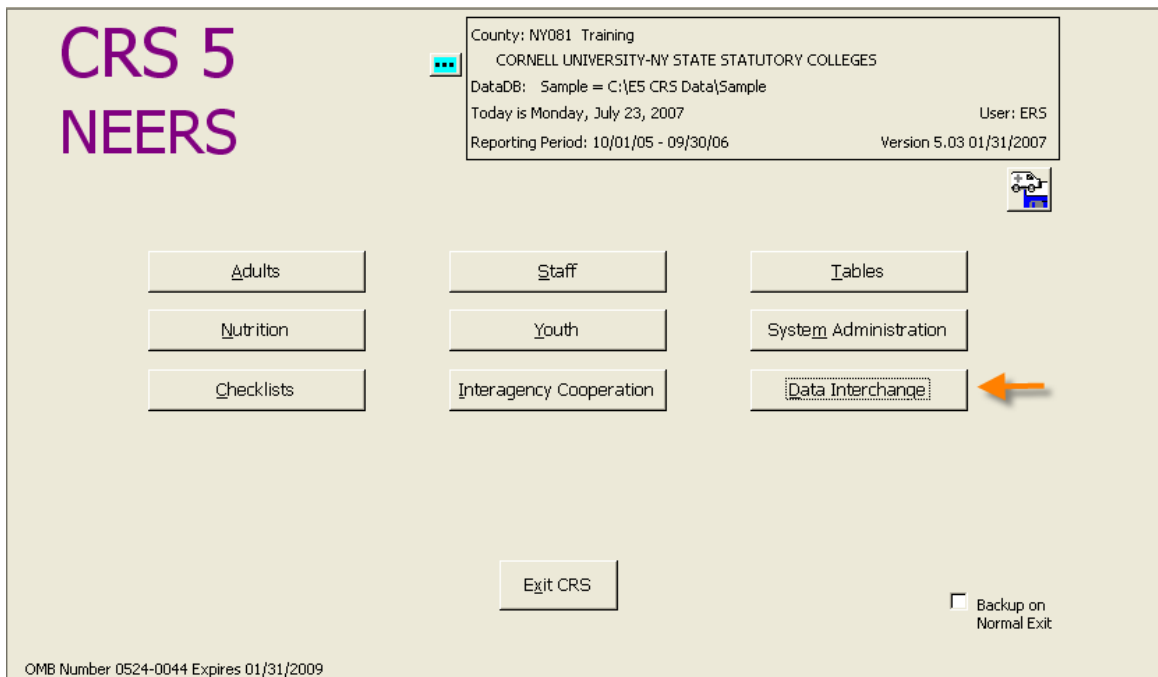 CRS 5
NEERS
County: NY081 Training
CORNELL UNIVERSITY-NY STATE STATUTORY COLLEGES
DataDB: Sample = C:\E5 CRS Data\Sample
Today is Monday, July 23, 2007 User: ERS
Reporting Period: 10/01/05 - 09/30/06 Version 5.03 01/31/2007
Adults Staff Tables
Nutrition Youth System Administration
Checklists Interagency Cooperation Data Interchange
Exit CRS
Backup on
Normal Exit
OMB Number 0524-0044 Expires 01/31/2009